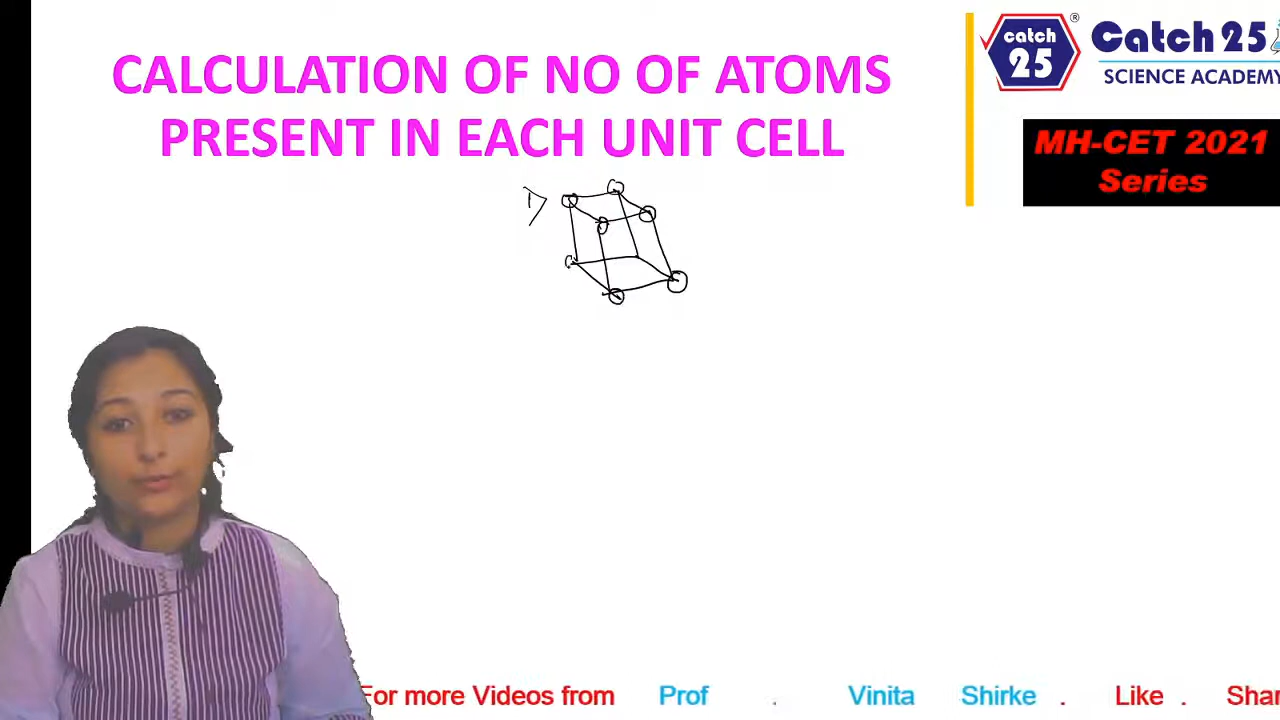 catch
25
®
Catch 25
SCIENCE ACADEMY
CALCULATION OF NO OF ATOMS
PRESENT IN EACH UNIT CELL
MH-CET 2021
Series
1)
For more Videos from Prof . Vinita Shirke . Like . Shar